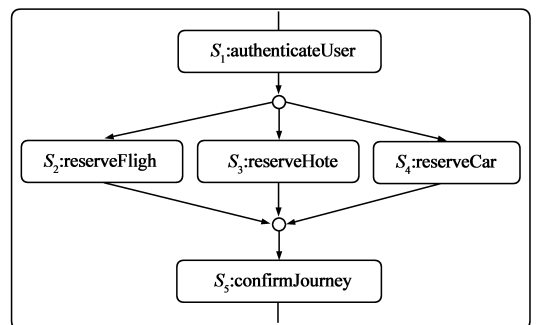 S1:authenticateUser
S2:reserveFligh
S3:reserveHote
S4:reserveCar
S5:confirmJourney